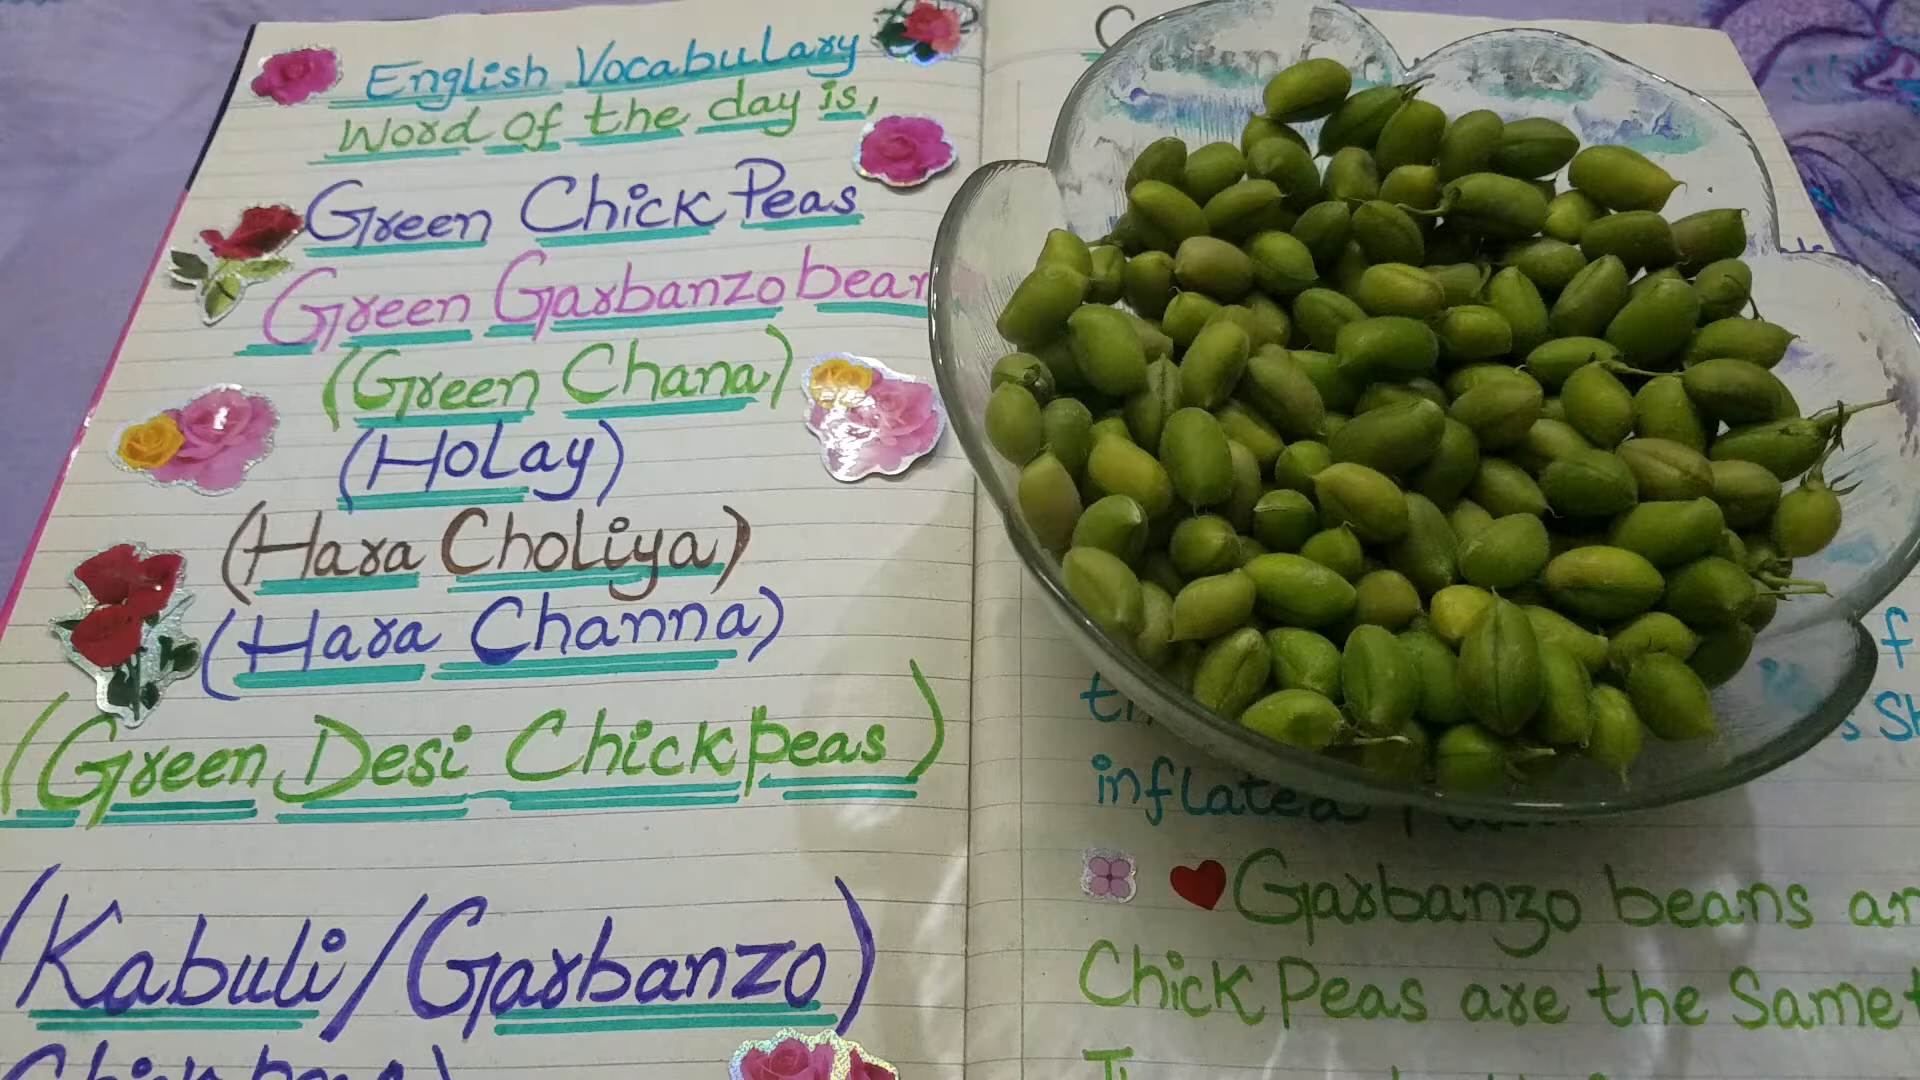 English Vocabulary
Word of the day is,
Green Chick Peas
Green Garbanzo bean
(Green Chana)
(Holay)
(Hara Choliya)
(Hara Channa)
(Green Desi Chickpeas)
(Kabuli/Garbanzo)
inflated
Garbanzo beans
Chick Peas are the Same